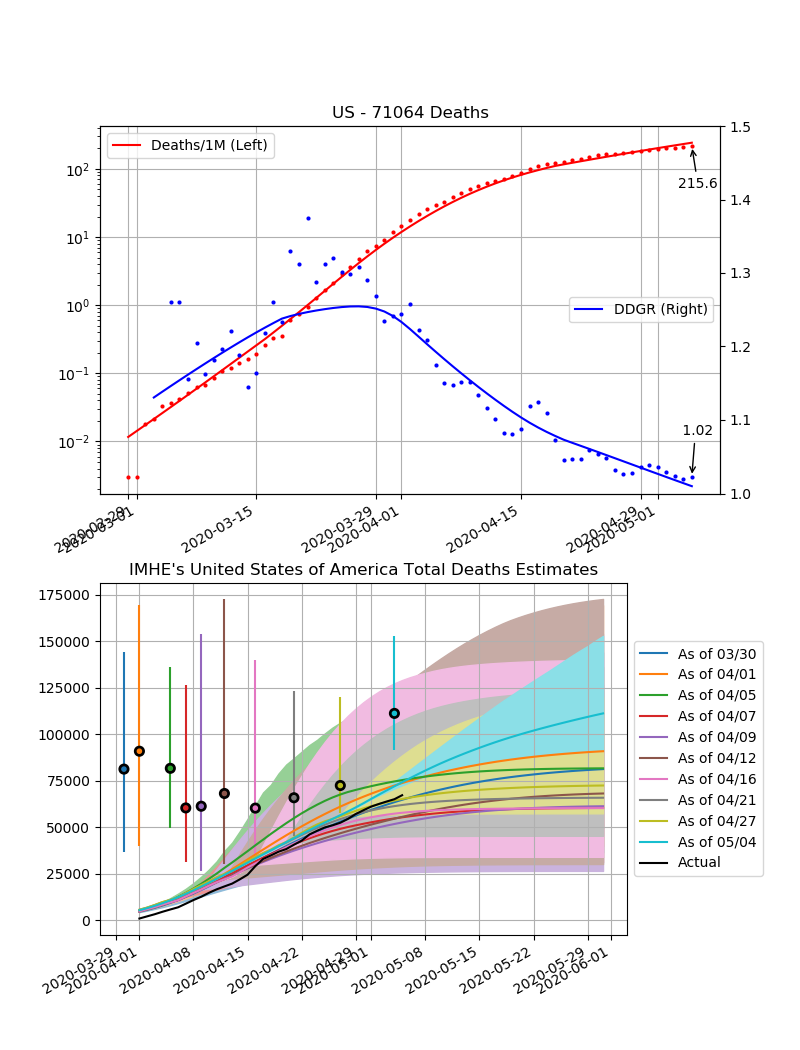 US - 71064 Deaths
Deaths/1M (Left)
DDGR (Right)
215.6
1.02
10²
10¹
10⁰
10⁻¹
10⁻²
1.5
1.4
1.3
1.2
1.1
1.0
2020-02-29
2020-03-01
2020-03-15
2020-03-29
2020-04-01
2020-04-15
2020-04-29
2020-05-01
IMHE's United States of America Total Deaths Estimates
175000
150000
125000
100000
75000
50000
25000
0
2020-03-29
2020-04-01
2020-04-08
2020-04-15
2020-04-22
2020-04-29
2020-05-01
2020-05-08
2020-05-15
2020-05-22
2020-05-29
2020-06-01
As of 03/30
As of 04/01
As of 04/05
As of 04/07
As of 04/09
As of 04/12
As of 04/16
As of 04/21
As of 04/27
As of 05/04
Actual